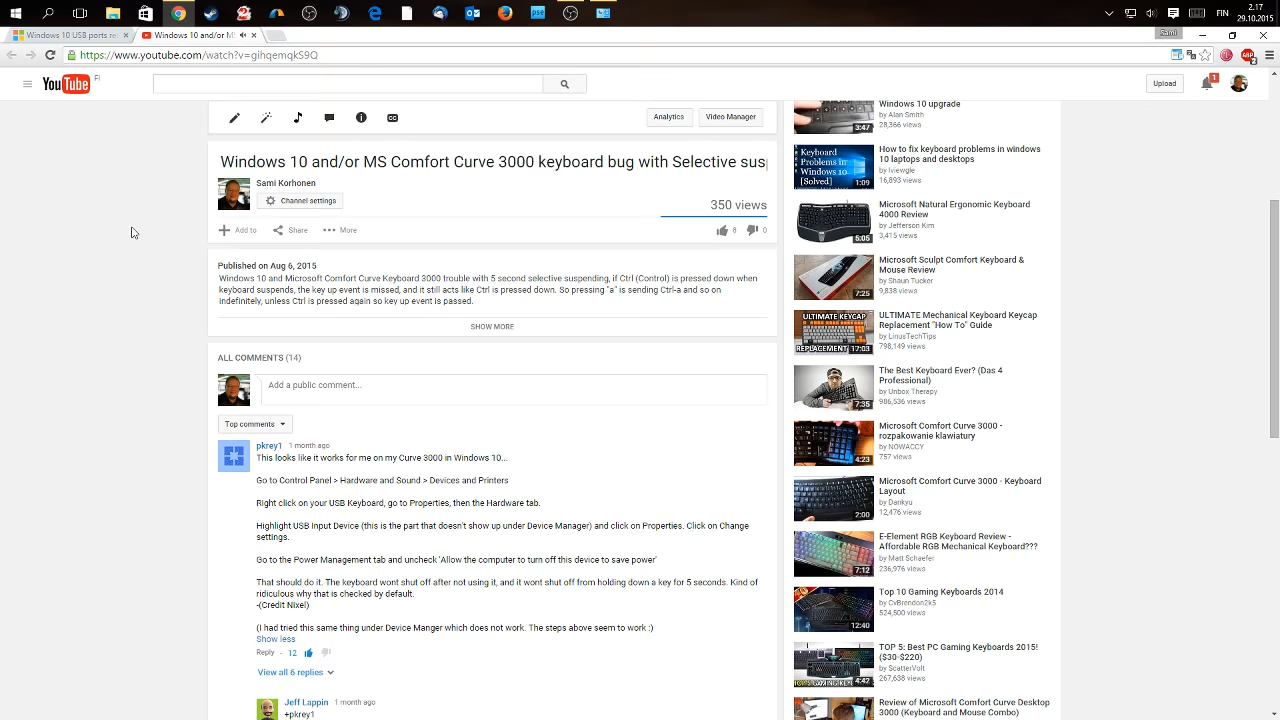 2.17
FIN
29.10.2015
Windows 10 USB ports re
Windows 10 and/or M
Sami
https://www.youtube.com/watch?v=gihqemqkS9Q
YouTube FI
Upload
1
Analytics
Video Manager
Windows 10 and/or MS Comfort Curve 3000 keyboard bug with Selective sus
Sami Korhonen
Channel settings
350 views
Add to
Share
More
8
0
Published on Aug 6, 2015
Windows 10 and Microsoft Comfort Curve Keyboard 3000 trouble with 5 second selective suspending, if Ctrl (Control) is pressed down when
keyboard suspends, the key up event is missed, and it still acts like Ctrl is pressed down. So pressing "a" is sending Ctrl-a and so on
indefinitely, unless Ctrl is pressed again so key up event is passed.
SHOW MORE
ALL COMMENTS (14)
Add a public comment...
Top comments
pkrey1 1 month ago
This looks like it works for me on my Curve 3000 in Windows 10...
Go to Control Panel > Hardware and Sound > Devices and Printers
Right click on your USB Keyboard go to Properties, then the Hardware tab
Highlight USB Input Device (this is the part that doesn't show up under Device Manager) and click on Properties. Click on Change
settings.
Go to the Power Management tab and uncheck 'Allow the computer to turn off this device to save power'
That should do it. The keyboard wont shut off after not using it, and it wont shut off from holding down a key for 5 seconds. Kind of
ridiculous why that is checked by default.
-(Credit Nixel)
(I had tried this same thing under Device Manager which does not work. The above have seem to work :)
Show less
Reply · 12
View all 6 replies
Jeff Lappin 1 month ago
+pkrey1
Windows 10 upgrade
by Alan Smith
28,366 views
3:47
Keyboard
Problems in
Windows 10
[Solved]
1:09
How to fix keyboard problems in windows
10 laptops and desktops
by Iviewgle
16,893 views
Microsoft Natural Ergonomic Keyboard
4000 Review
by Jefferson Kim
3,415 views
5:05
Microsoft Sculpt Comfort Keyboard &
Mouse Review
by Shaun Tucker
9,838 views
7:25
ULTIMATE KEYCAP
REPLACEMENT 17:03
ULTIMATE Mechanical Keyboard Keycap
Replacement "How To" Guide
by LinusTechTips
798,149 views
The Best Keyboard Ever? (Das 4
Professional)
by Unbox Therapy
986,536 views
7:35
Microsoft Comfort Curve 3000 -
rozpakowanie klawiatury
by NOWACCY
757 views
4:23
Microsoft Comfort Curve 3000 - Keyboard
Layout
by Dankyu
12,476 views
2:00
E-Element RGB Keyboard Review -
Affordable RGB Mechanical Keyboard???
by Matt Schaefer
236,976 views
7:12
Top 10 Gaming Keyboards 2014
by CvBrendon2k5
524,500 views
12:40
TOP 5: Best PC Gaming Keyboards 2015!
($30-$220)
by ScatterVolt
267,638 views
4:47
Review of Microsoft Comfort Curve Desktop
3000 (Keyboard and Mouse Combo)